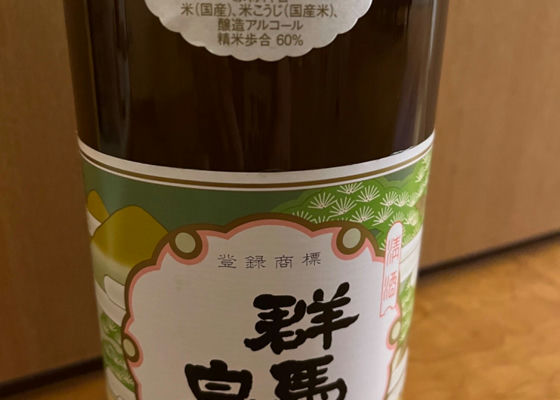 米(国産)、米こうじ(国産米)、
醸造アルコール
精米歩合 60%
登録商標
清酒
群馬